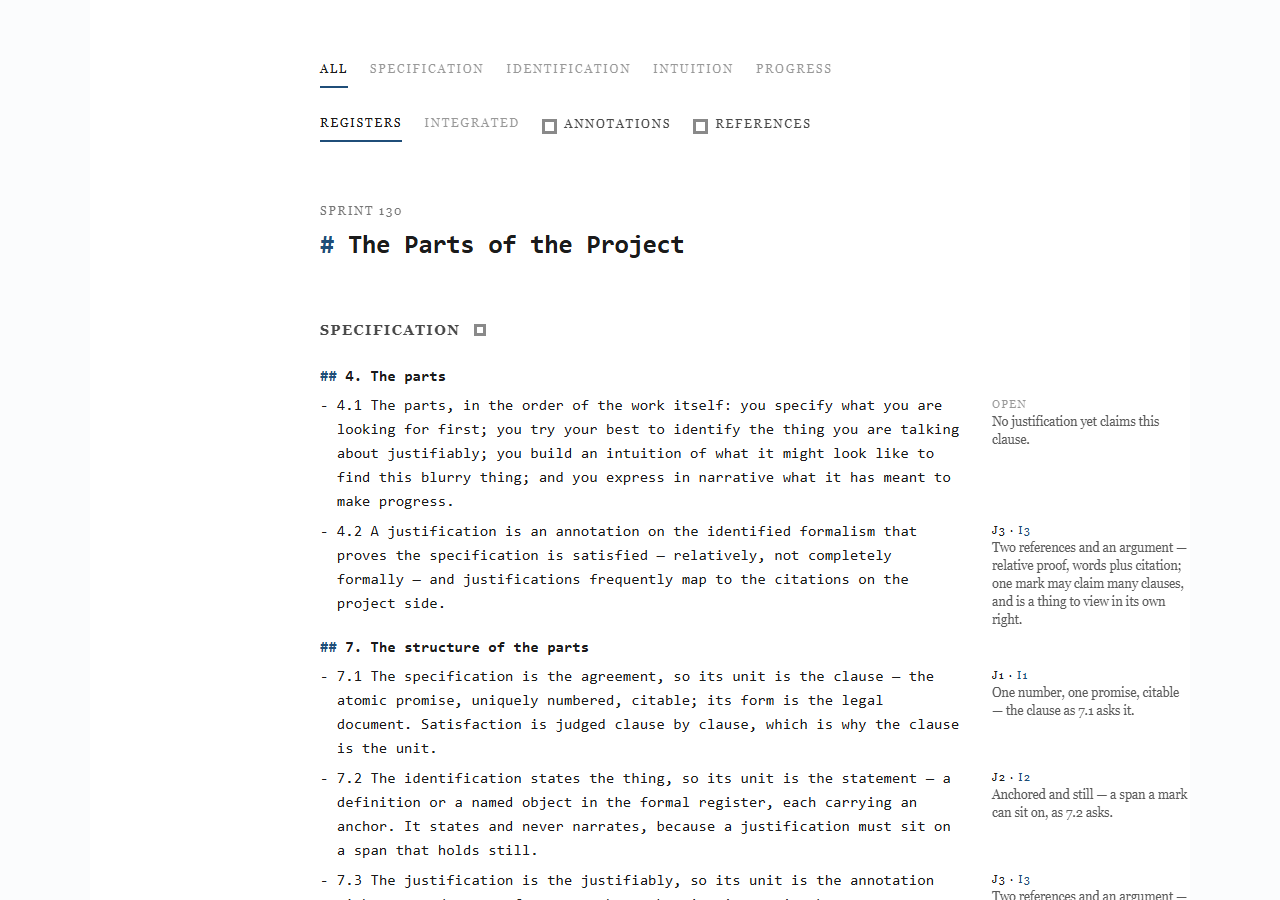 ALL SPECIFICATION IDENTIFICATION INTUITION PROGRESS
REGISTERS INTEGRATED ANNOTATIONS REFERENCES
SPRINT 130
# The Parts of the Project
SPECIFICATION
## 4. The parts
- 4.1 The parts, in the order of the work itself: you specify what you are
looking for first; you try your best to identify the thing you are talking
about justifiably; you build an intuition of what it might look like to
find this blurry thing; and you express in narrative what it has meant to
make progress.
OPEN
No justification yet claims this
clause.
- 4.2 A justification is an annotation on the identified formalism that
proves the specification is satisfied — relatively, not completely
formally — and justifications frequently map to the citations on the
project side.
J3 · I3
Two references and an argument —
relative proof, words plus citation;
one mark may claim many clauses,
and is a thing to view in its own
right.
## 7. The structure of the parts
- 7.1 The specification is the agreement, so its unit is the clause — the
atomic promise, uniquely numbered, citable; its form is the legal
document. Satisfaction is judged clause by clause, which is why the clause
is the unit.
J1 · I1
One number, one promise, citable
— the clause as 7.1 asks it.
- 7.2 The identification states the thing, so its unit is the statement — a
definition or a named object in the formal register, each carrying an
anchor. It states and never narrates, because a justification must sit on
a span that holds still.
J2 · I2
Anchored and still — a span a mark
can sit on, as 7.2 asks.
- 7.3 The justification is the justifiably, so its unit is the annotation
J3 · I3
Two references and an argument —